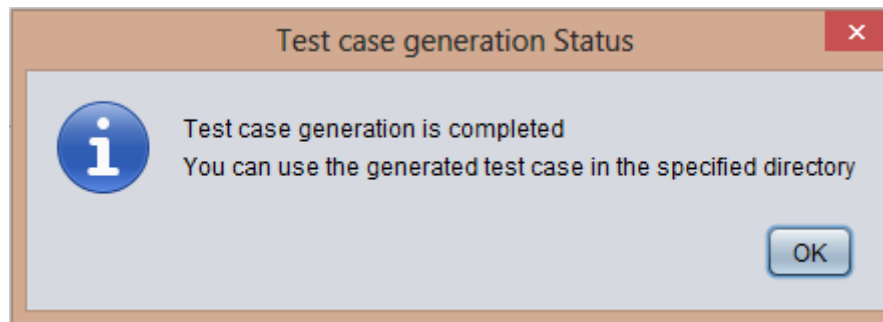 Test case generation Status
Test case generation is completed
You can use the generated test case in the specified directory
OK